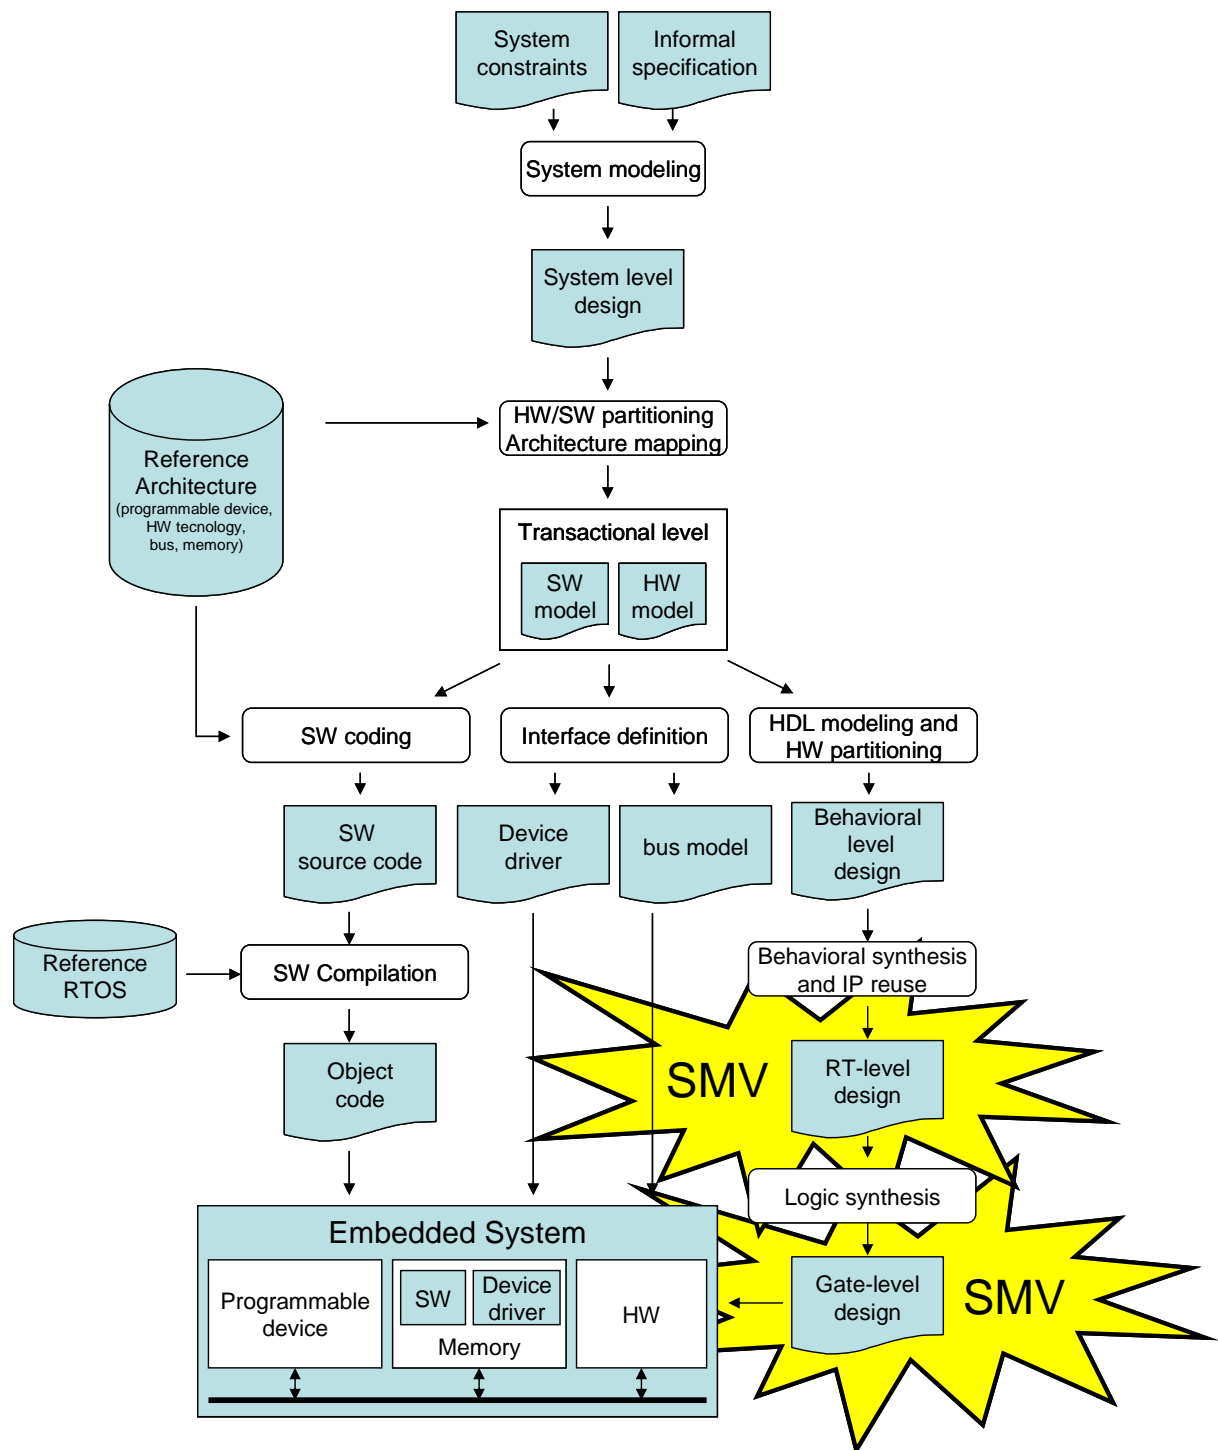 System
constraints
Informal
specification
System modeling
System level
design
HW/SW partitioning
Architecture mapping
Reference
Architecture
(programmable device,
HW tecnology,
bus, memory)
Transactional level
SW
model
HW
model
SW coding
Interface definition
HDL modeling and
HW partitioning
SW
source code
Device
driver
bus model
Behavioral
level
design
Reference
RTOS
SW Compilation
Behavioral synthesis
and IP reuse
Object
code
SMV
RT-level
design
Logic synthesis
Embedded System
Programmable
device
SW
Device
driver
Memory
HW
Gate-level
design
SMV